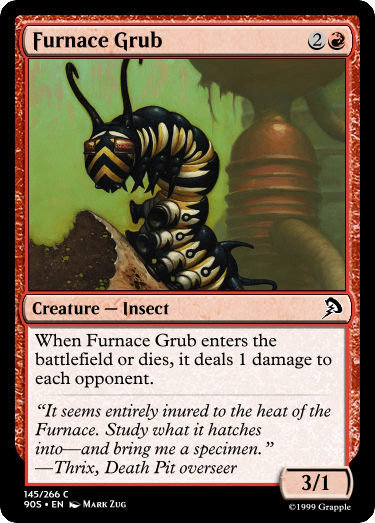 Furnace Grub 2
Creature — Insect
When Furnace Grub enters the
battlefield or dies, it deals 1 damage to
each opponent.
“It seems entirely inured to the heat of the
Furnace. Study what it hatches
into—and bring me a specimen.”
—Thrix, Death Pit overseer
3/1
145/266 C
90S • EN Mark Zug
©1999 Grapple